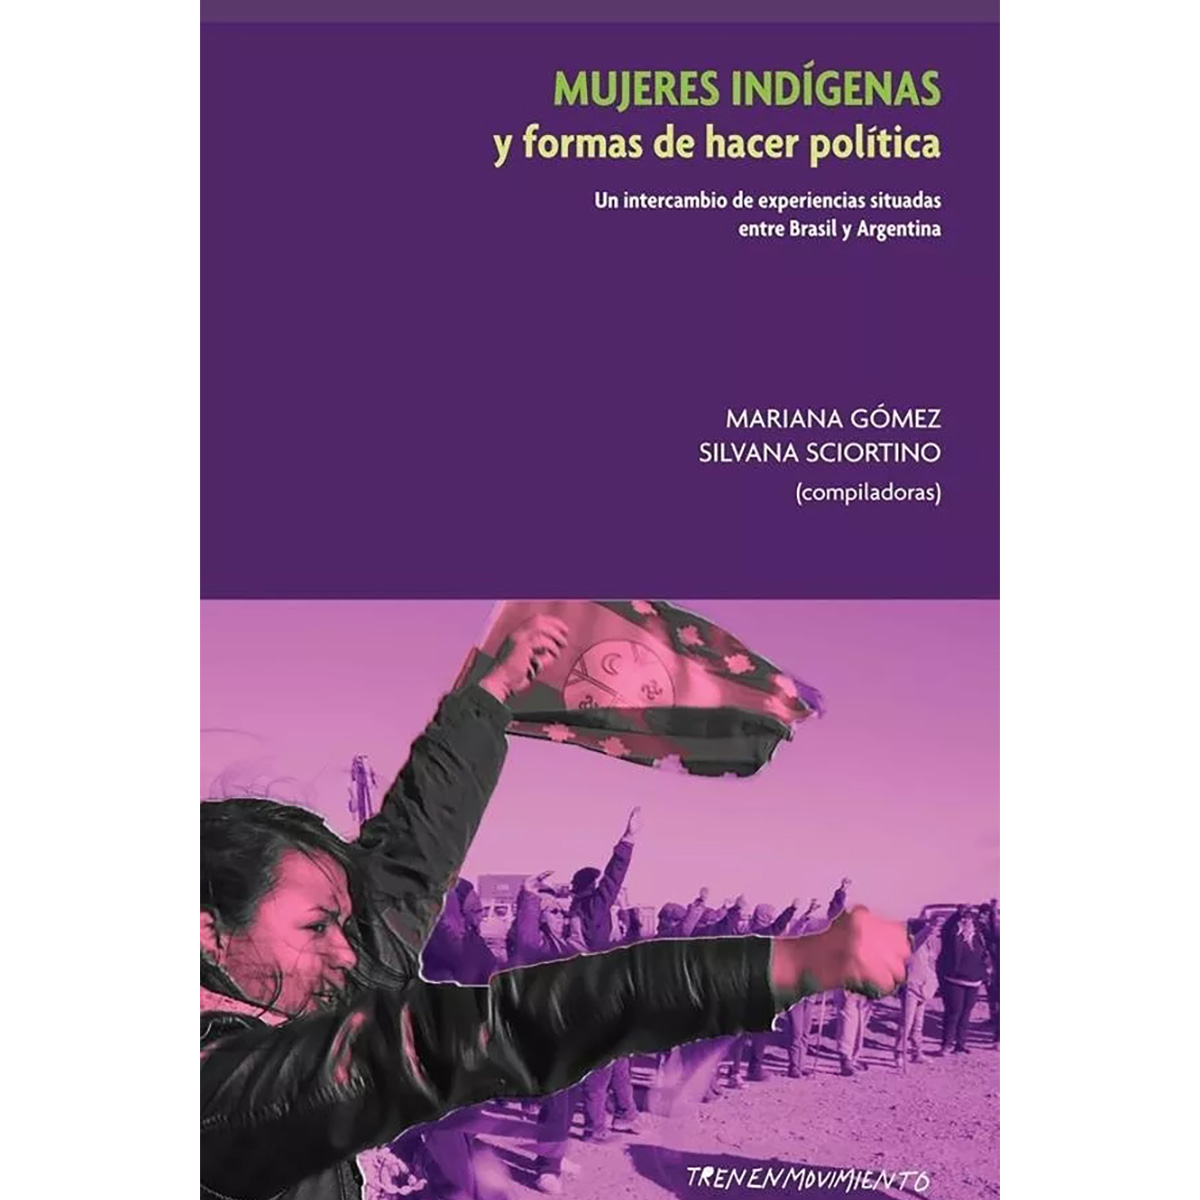 MUJERES INDÍGENAS
y formas de hacer política
Un intercambio de experiencias situadas
entre Brasil y Argentina
MARIANA GÓMEZ
SILVANA SCIORTINO
(compiladoras)
TRENENMOVIMIENTO